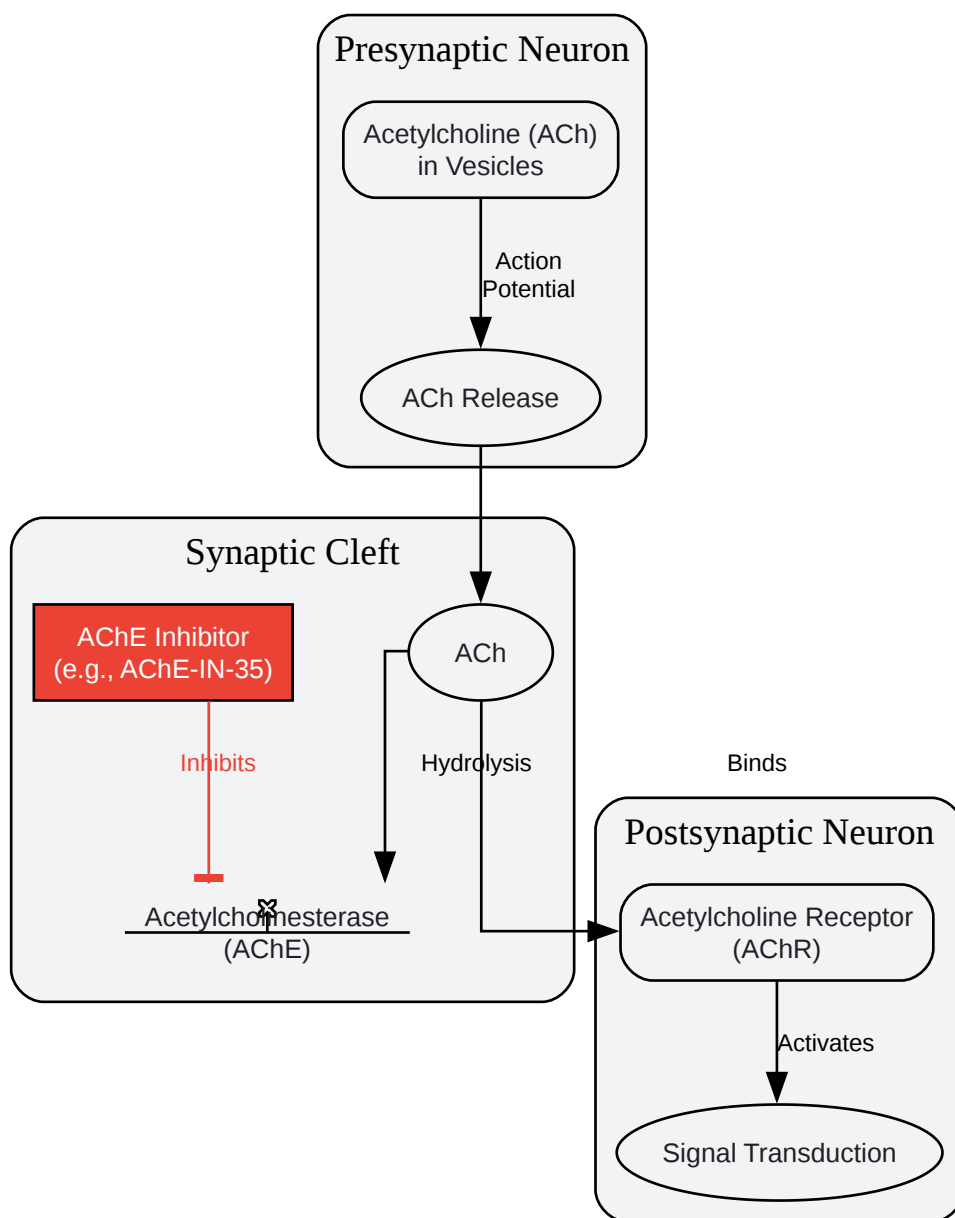 Presynaptic Neuron
Acetylcholine (ACh)
in Vesicles
Action
Potential
ACh Release
Synaptic Cleft
AChE Inhibitor
(e.g., AChE-IN-35)
ACh
Inhibits
Hydrolysis
Binds
Acetylcholinesterase
(AChE)
Postsynaptic Neuron
Acetylcholine Receptor
(AChR)
Activates
Signal Transduction